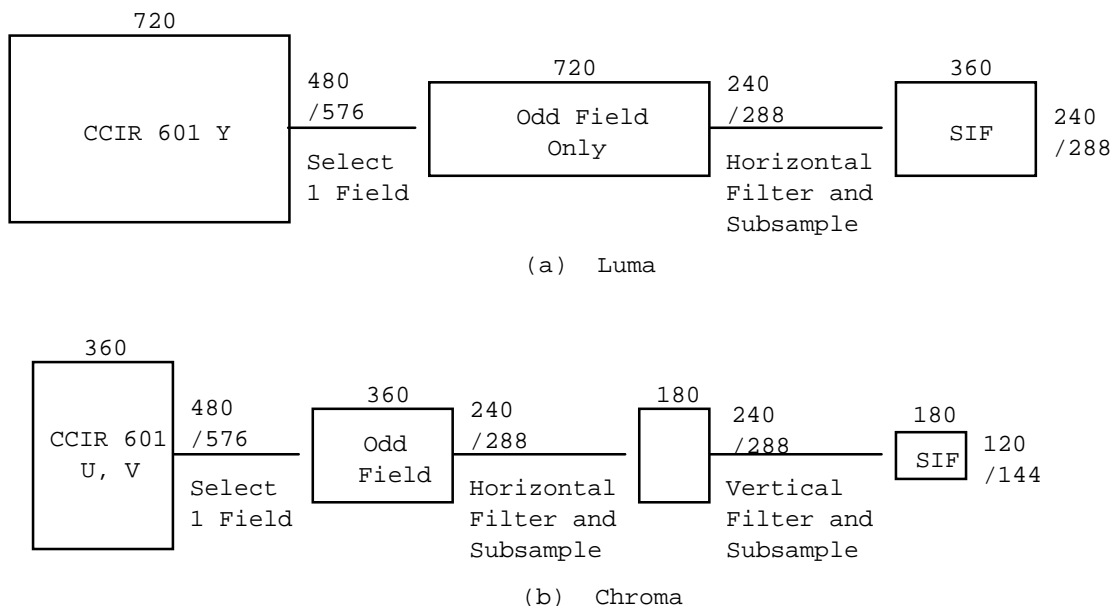 720
CCIR 601 Y
480
/576
Select
1 Field
720
Odd Field
Only
240
/288
Horizontal
Filter and
Subsample
360
SIF
240
/288
(a) Luma
360
CCIR 601
U, V
480
/576
Select
1 Field
360
Odd
Field
240
/288
Horizontal
Filter and
Subsample
180
240
/288
Vertical
Filter and
Subsample
180
SIF
120
/144
(b) Chroma